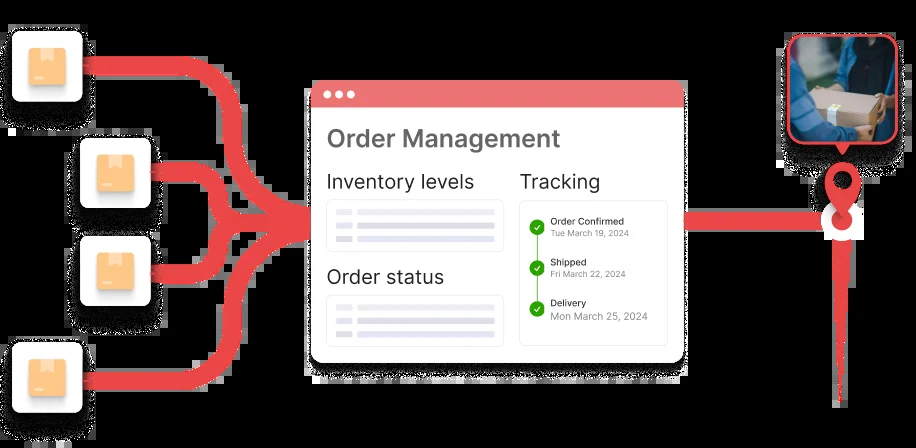 Order Management
Inventory levels
Order status
Tracking
Order Confirmed
Tue March 19, 2024
Shipped
Fri March 22, 2024
Delivery
Mon March 25, 2024